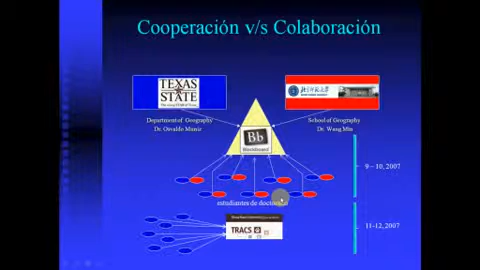 Cooperación v/s Colaboración
TEXAS
STATE
Department of Geography
Dr. Osvaldo Muniz
School of Geography
Dr. Wang Min
Bb
Blackboard
9 – 10, 2007
estudiantes de doctorado
TRACS
11-12, 2007